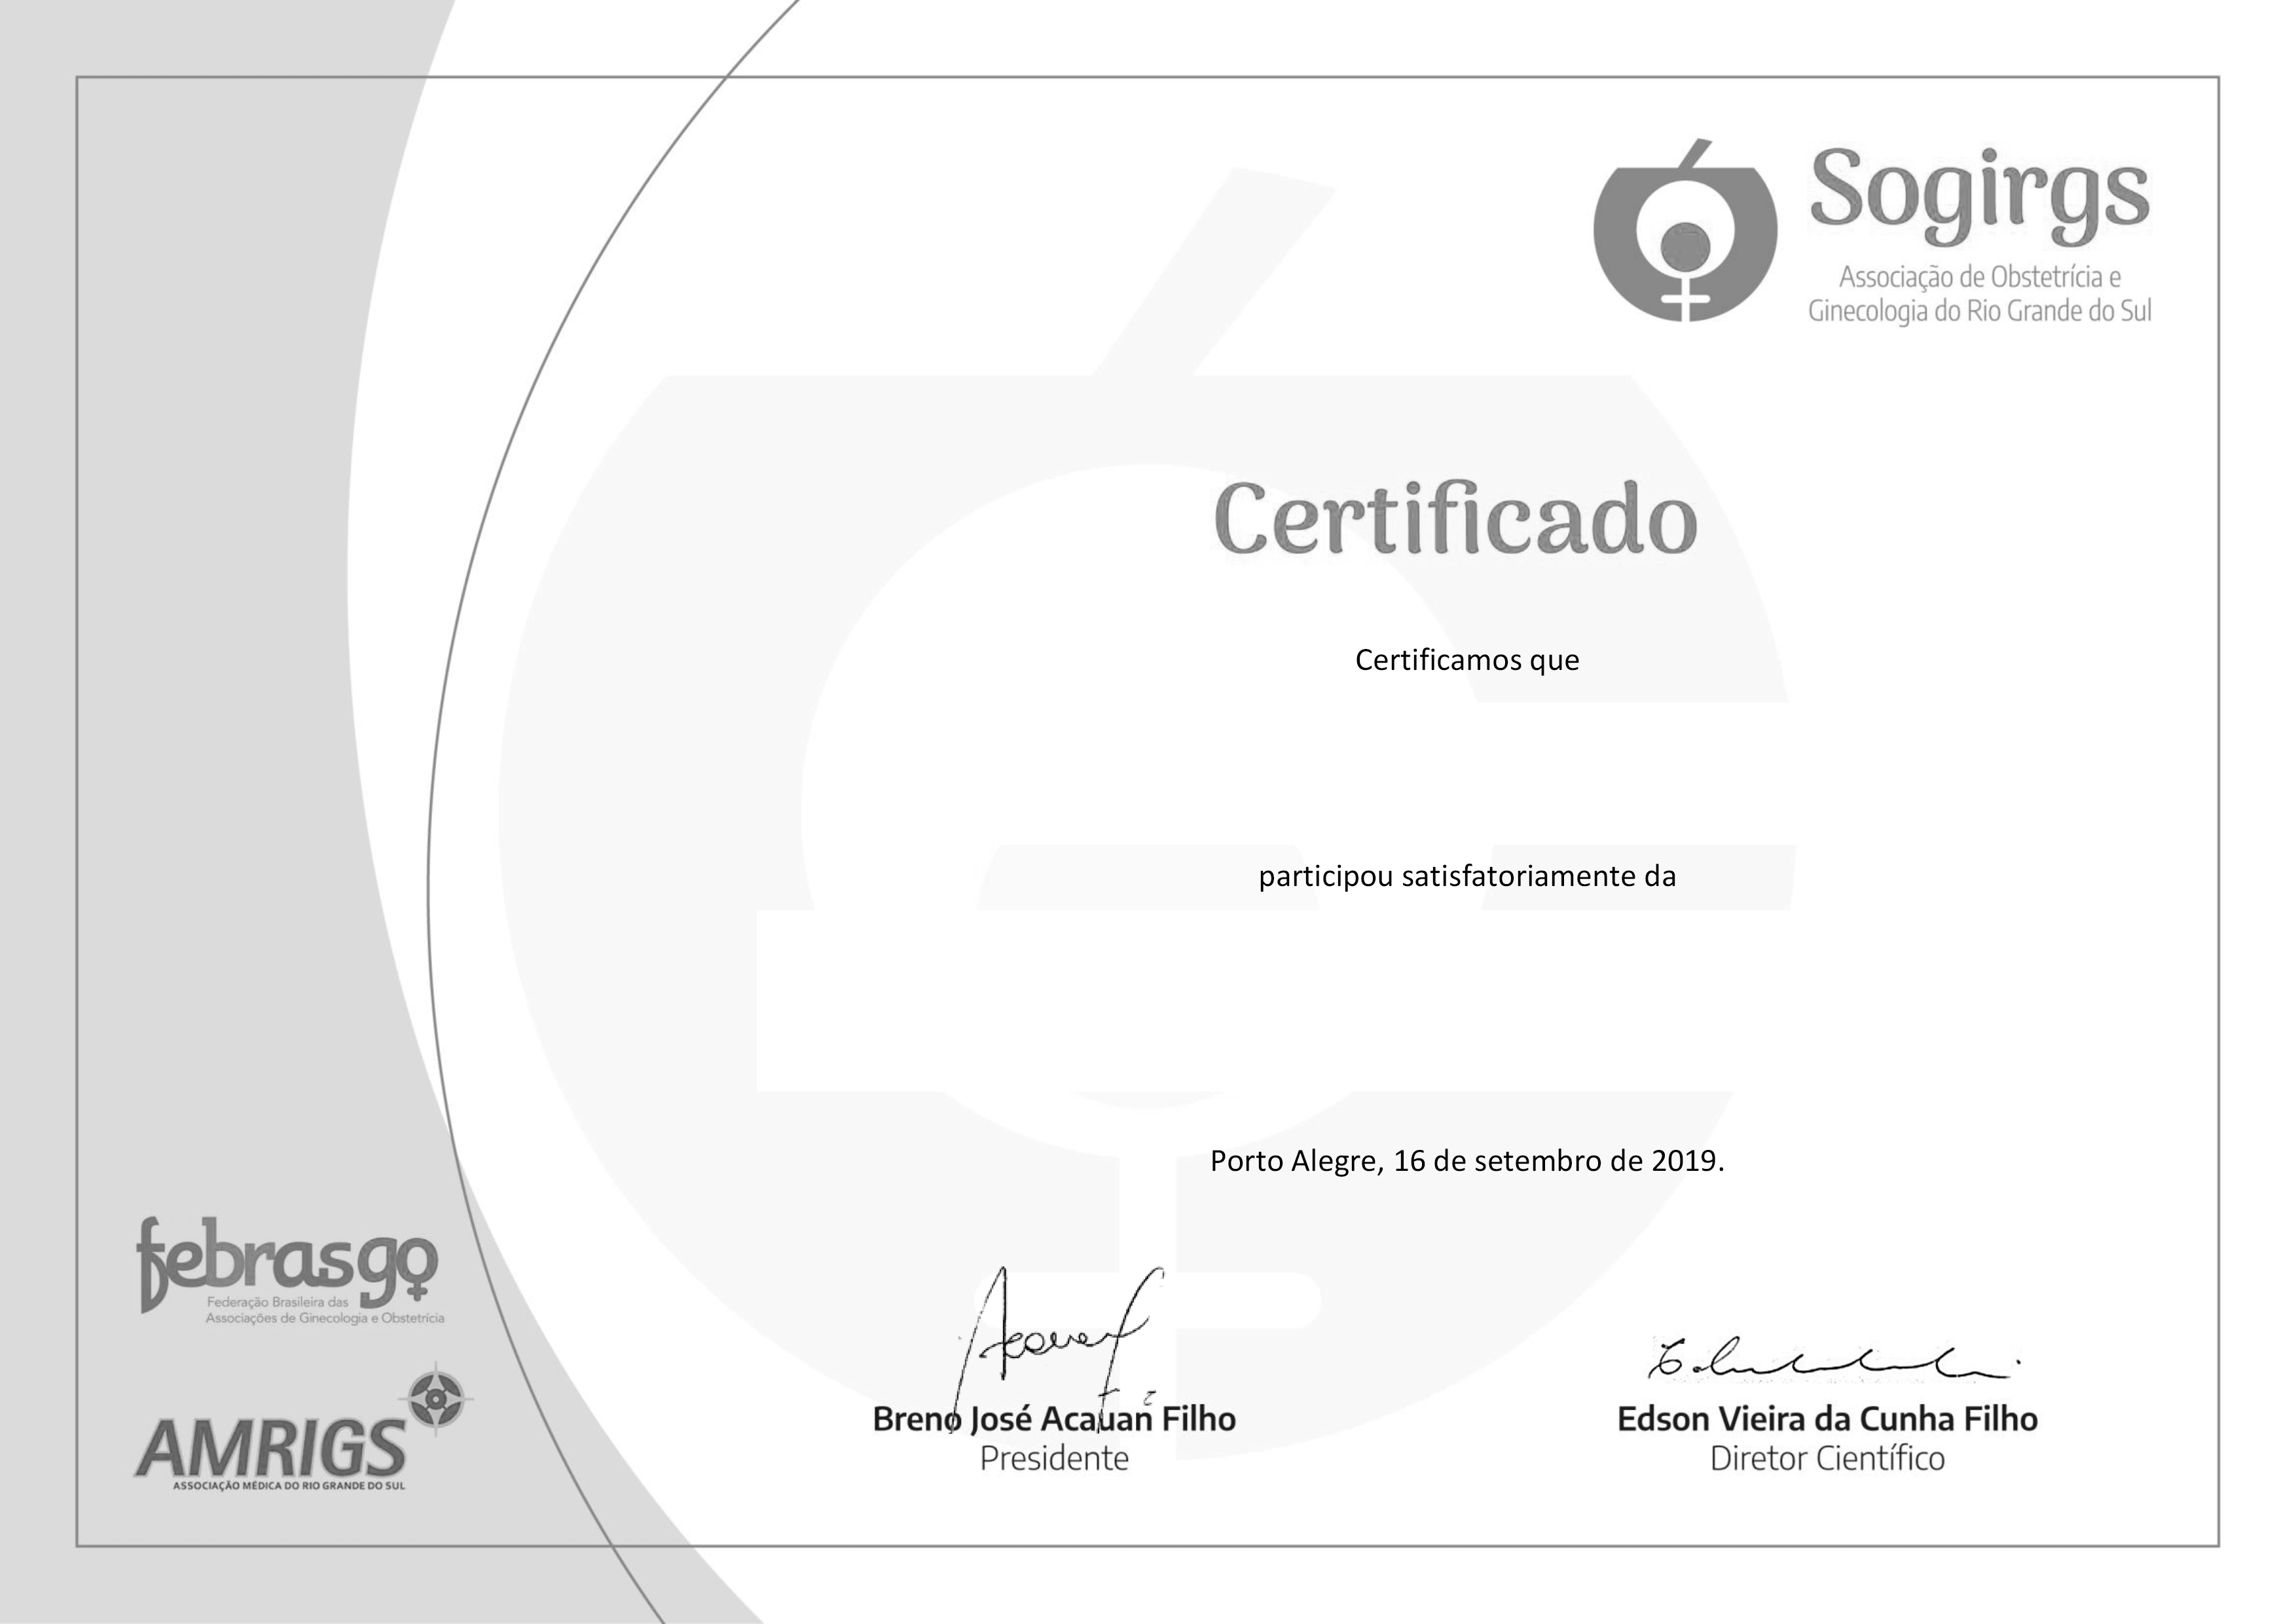 Sogirgs
Associação de Obstetrícia e
Ginecologia do Rio Grande do Sul
Certificado
Certificamos que
participou satisfatoriamente da
Porto Alegre, 16 de setembro de 2019.
febrasgo
Federação Brasileira das
Associações de Ginecologia e Obstetrícia
AMRIGS
ASSOCIAÇÃO MÉDICA DO RIO GRANDE DO SUL
Breno José Acauan Filho
Presidente
Edson Vieira da Cunha Filho
Diretor Científico